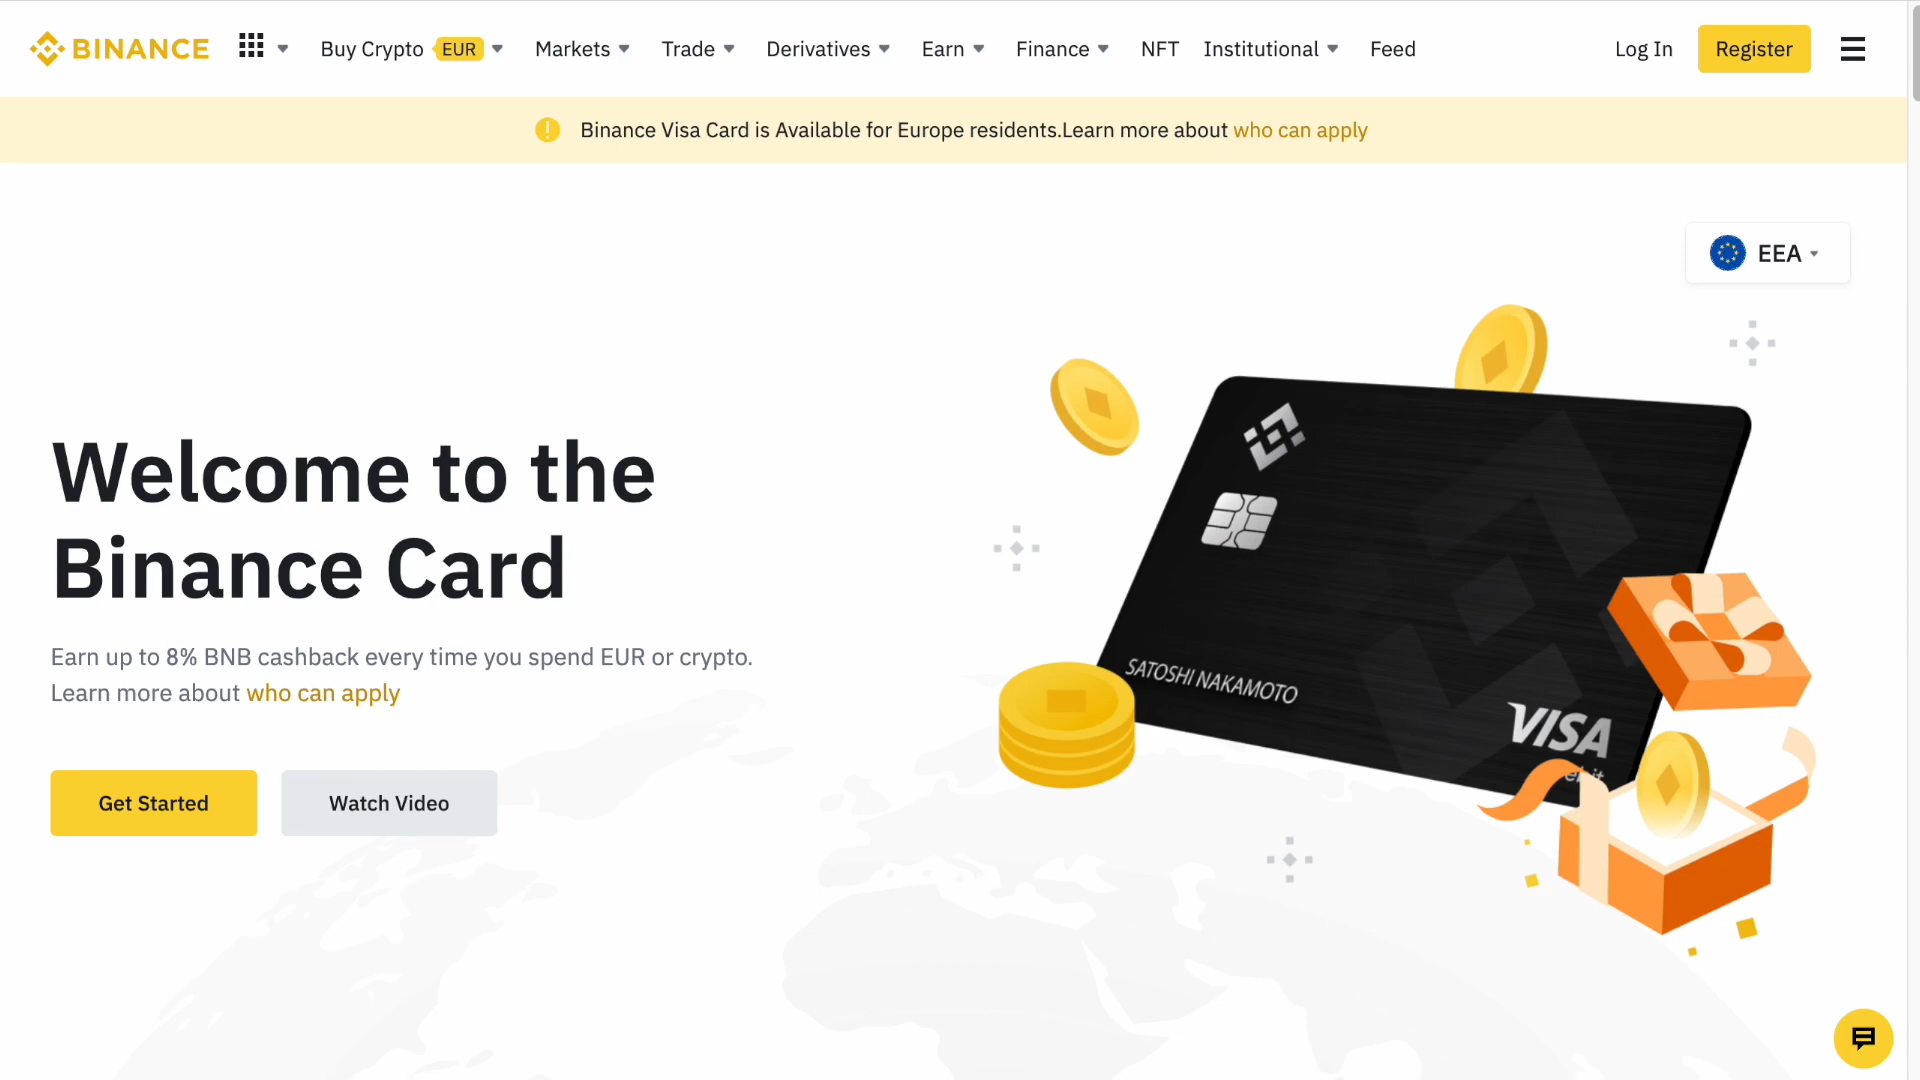 BINANCE
Buy Crypto EUR
Markets
Trade
Derivatives
Earn
Finance
NFT
Institutional
Feed
Log In
Register
Binance Visa Card is Available for Europe residents.Learn more about who can apply
EEA
Welcome to the
Binance Card
Earn up to 8% BNB cashback every time you spend EUR or crypto.
Learn more about who can apply
Get Started
Watch Video
SATOSHI NAKAMOTO
VISA